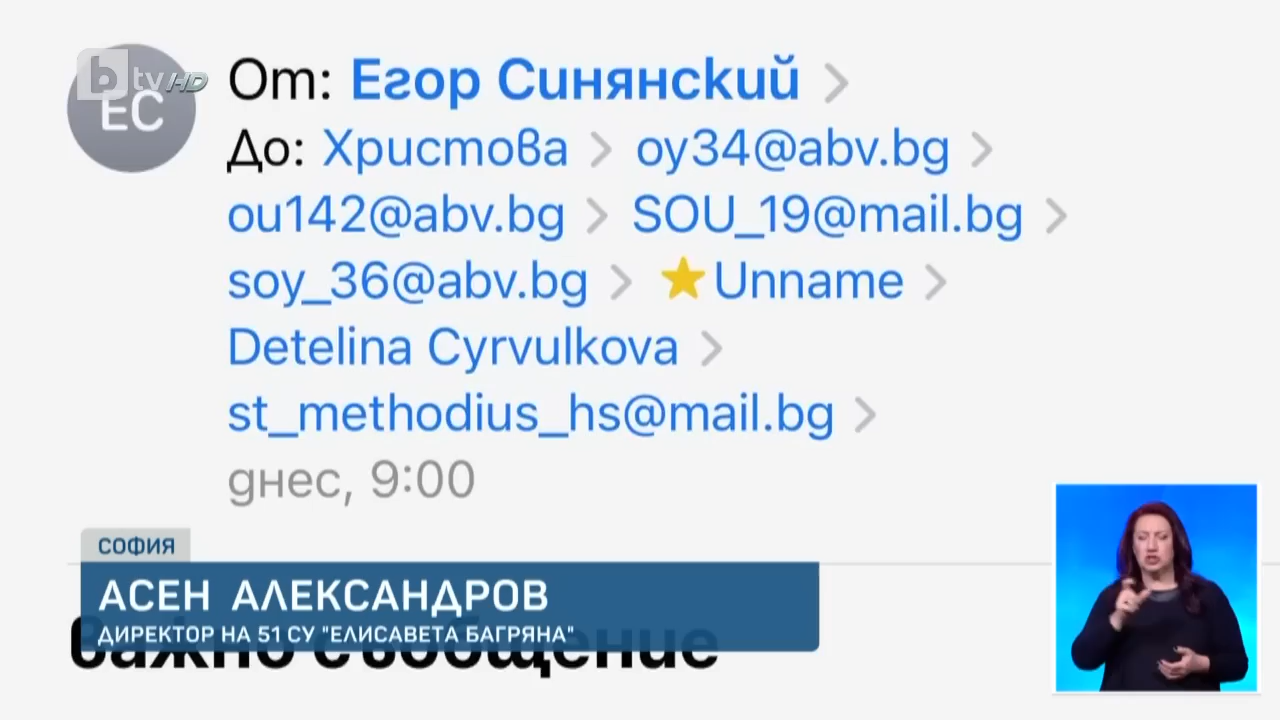 btv HD
ЕС
От: Егор Синянский
До: Христова > oy34@abv.bg >
ou142@abv.bg > SOU_19@mail.bg >
soy_36@abv.bg > ★Unname >
Detelina Cyrvulkova >
st_methodius_hs@mail.bg >
днес, 9:00
СОФИЯ
АСЕН АЛЕКСАНДРОВ
ДИРЕКТОР НА 51 СУ "ЕЛИСАВЕТА БАГРЯНА"
важно съобщение